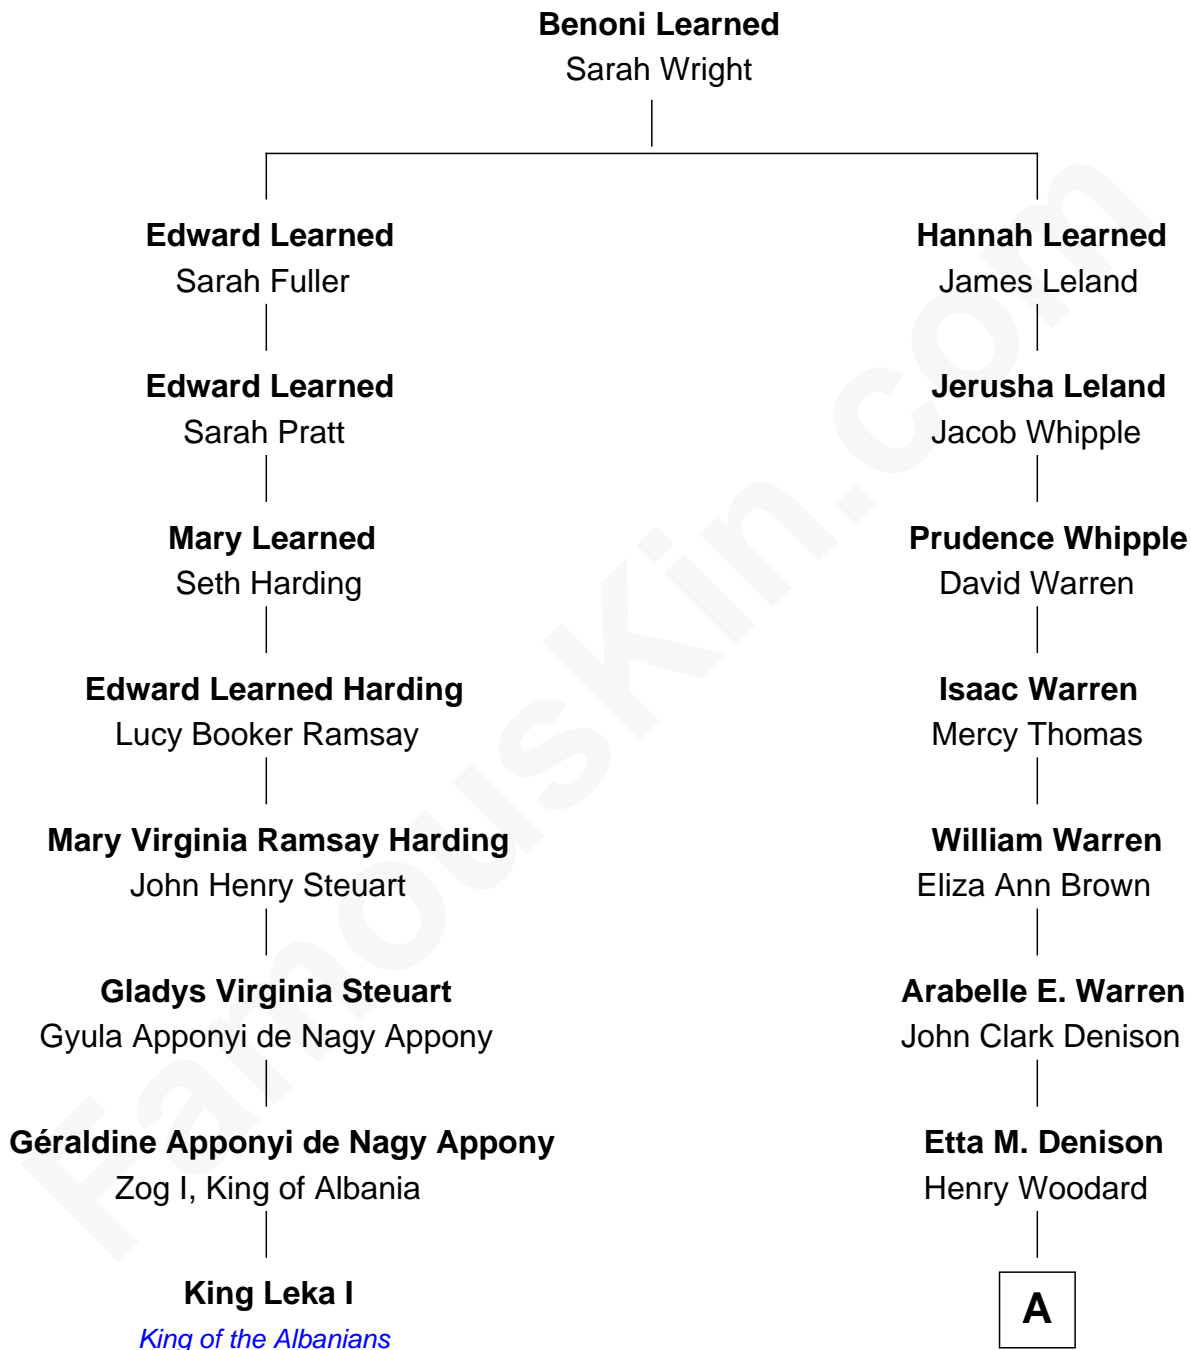 Benoni Learned
Sarah Wright
Edward Learned
Sarah Fuller
Hannah Learned
James Leland
Edward Learned
Sarah Pratt
Jerusha Leland
Jacob Whipple
Mary Learned
Seth Harding
Prudence Whipple
David Warren
Edward Learned Harding
Lucy Booker Ramsay
Isaac Warren
Mercy Thomas
Mary Virginia Ramsay Harding
John Henry Steuart
William Warren
Eliza Ann Brown
Gladys Virginia Steuart
Gyula Apponyi de Nagy Appony
Arabelle E. Warren
John Clark Denison
Géraldine Apponyi de Nagy Appony
Zog I, King of Albania
Etta M. Denison
Henry Woodard
King Leka I
King of the Albanians
A
FamousKin.com